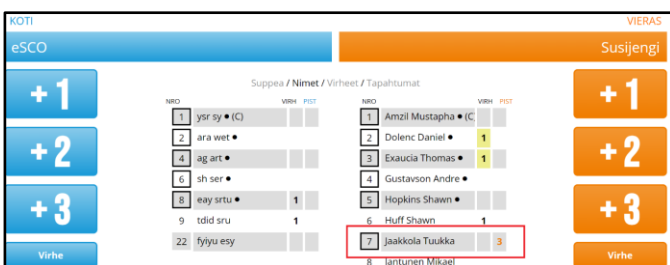 KOTI VIERAS
eSCO Susijengi
+1 Suppea / Nimet / Virheet / Tapahtumat +1
NRO VIRH PIST NRO VIRH PIST
1 ysr sy • (C) 1 Amzil Mustapha • (C
2 ara wet • 2 Dolenc Daniel • 1
+2 4 ag art • 3 Exaucia Thomas • 1 +2
6 sh ser • 4 Gustavson Andre •
8 eay srtu • 1 5 Hopkins Shawn •
+3 9 tdid sru 1 6 Huff Shawn 1 +3
22 fyiyu esy 7 Jaakkola Tuukka 3
Virhe 8 Jantunen Mikael Virhe